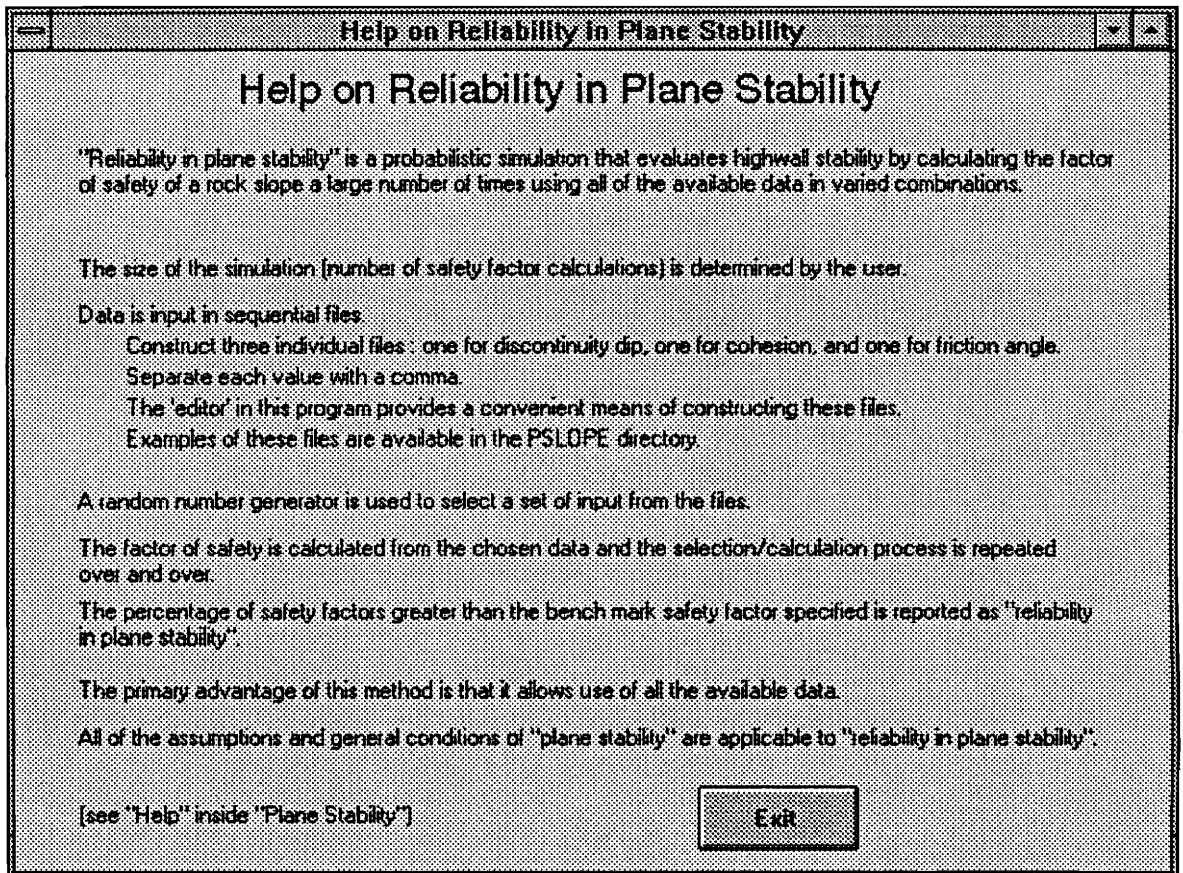 Help on Reliability in Plane Stability
Help on Reliability in Plane Stability
"Reliability in plane stability" is a probabilistic simulation that evaluates highwall stability by calculating the factor
of safety of a rock slope a large number of times using all of the available data in varied combinations.
The size of the simulation (number of safety factor calculations) is determined by the user.
Data is input in sequential files.
Construct three individual files : one for discontinuity dip, one for cohesion, and one for friction angle.
Separate each value with a comma.
The 'editor' in this program provides a convenient means of constructing these files.
Examples of these files are available in the PSLOPE directory.
A random number generator is used to select a set of input from the files.
The factor of safety is calculated from the chosen data and the selection/calculation process is repeated
over and over.
The percentage of safety factors greater than the bench mark safety factor specified is reported as "reliability
in plane stability".
The primary advantage of this method is that it allows use of all the available data.
All of the assumptions and general conditions of "plane stability" are applicable to "reliability in plane stability".
(see "Help" inside "Plane Stability")
Exit